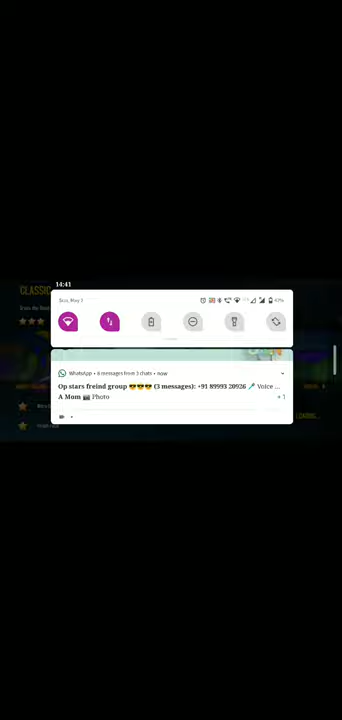 14:41
CLASSIC
Sun, May 1
92%
WhatsApp • 6 messages from 3 chats • now
Op stars freind group 😎😎😎 (3 messages): +91 89993 20926 🎤 Voice ...
A Mom 📷 Photo
+ 1